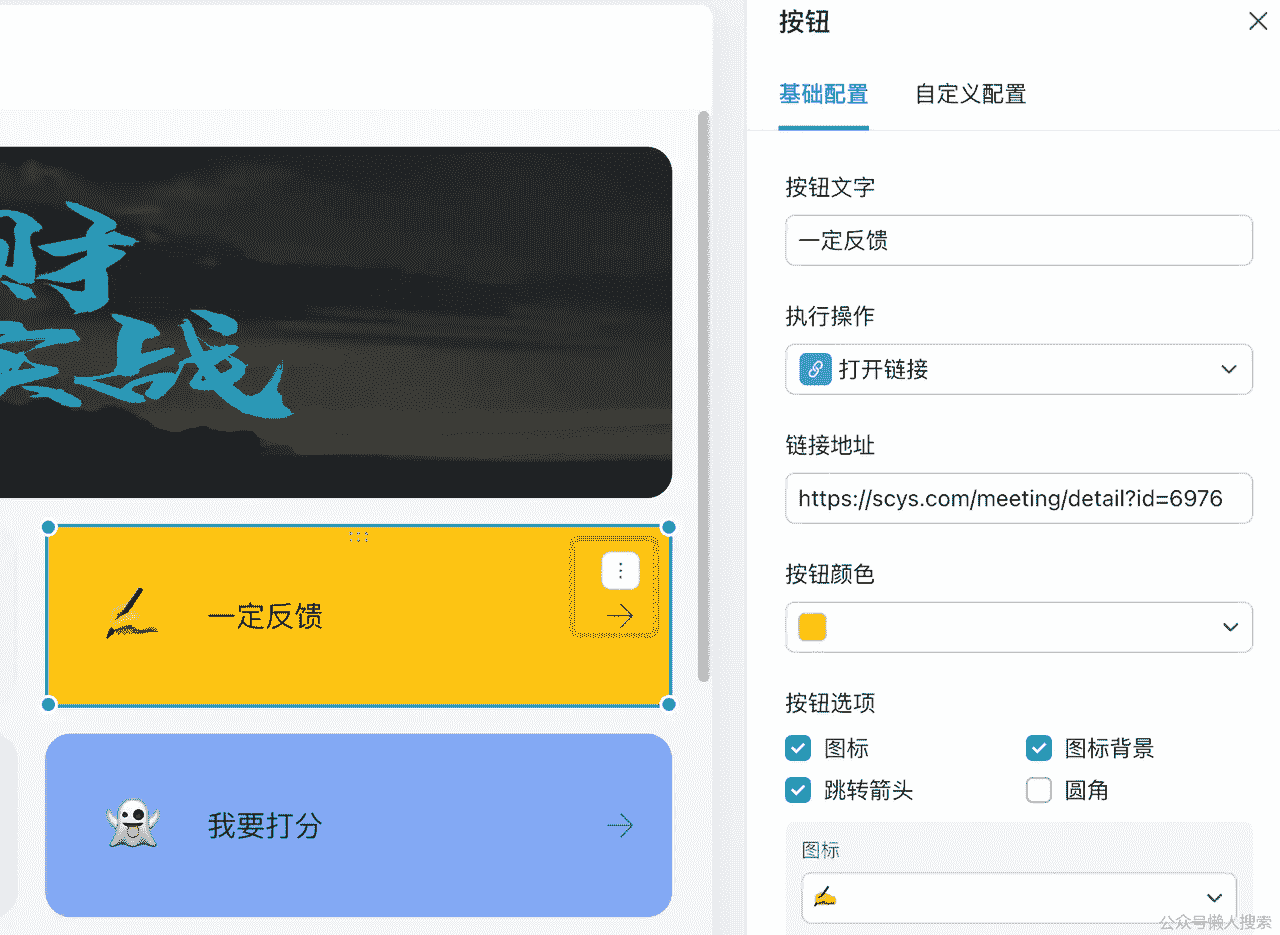 财
实战
一定反馈
我要打分
按钮
基础配置
自定义配置
按钮文字
一定反馈
执行操作
打开链接
链接地址
https://scys.com/meeting/detail?id=6976
按钮颜色
按钮选项
图标
图标背景
跳转箭头
圆角
图标
公众号懒人搜索